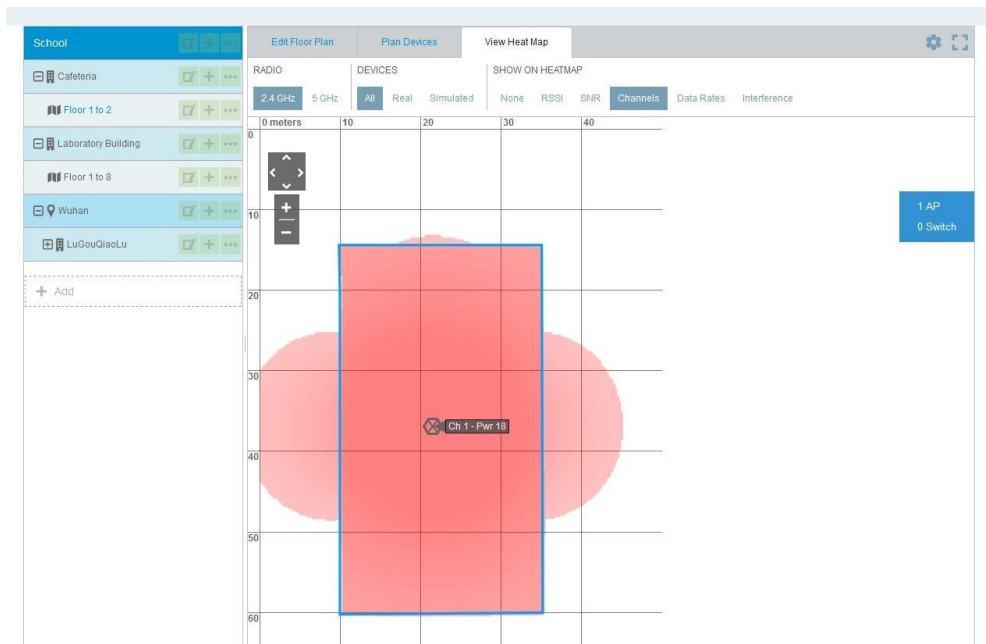 School
Edit Floor Plan
Plan Devices
View Heat Map
Cafeteria
Floor 1 to 2
Laboratory Building
Floor 1 to 8
Wuhan
LuGouQiaoLu
Add
RADIO
DEVICES
SHOW ON HEATMAP
2.4 GHz
5 GHz
All
Real
Simulated
None
RSSI
SNR
Channels
Data Rates
Interference
0 meters
10
20
30
40
0
10
20
30
40
50
60
1 AP
0 Switch
Ch 1 - Pwr 18